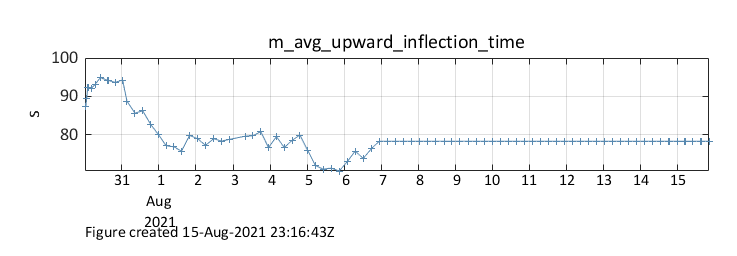 m_avg_upward_inflection_time
100
90
80
s
31 1 2 3 4 5 6 7 8 9 10 11 12 13 14 15
Aug
2021
Figure created 15-Aug-2021 23:16:43Z